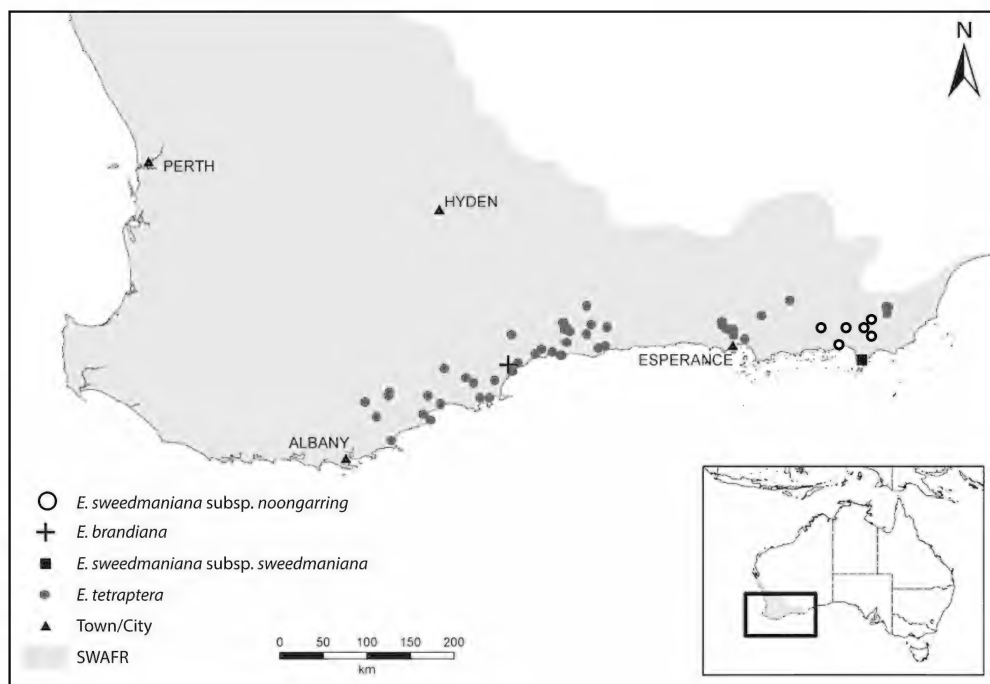 N
PERTH
HYDEN
ESPERANCE
ALBANY
E. sweedmaniana subsp. noongarring
E. brandiana
E. sweedmaniana subsp. sweedmaniana
E. tetraptera
Town/City
SWAFR
0 50 100 150 200
km